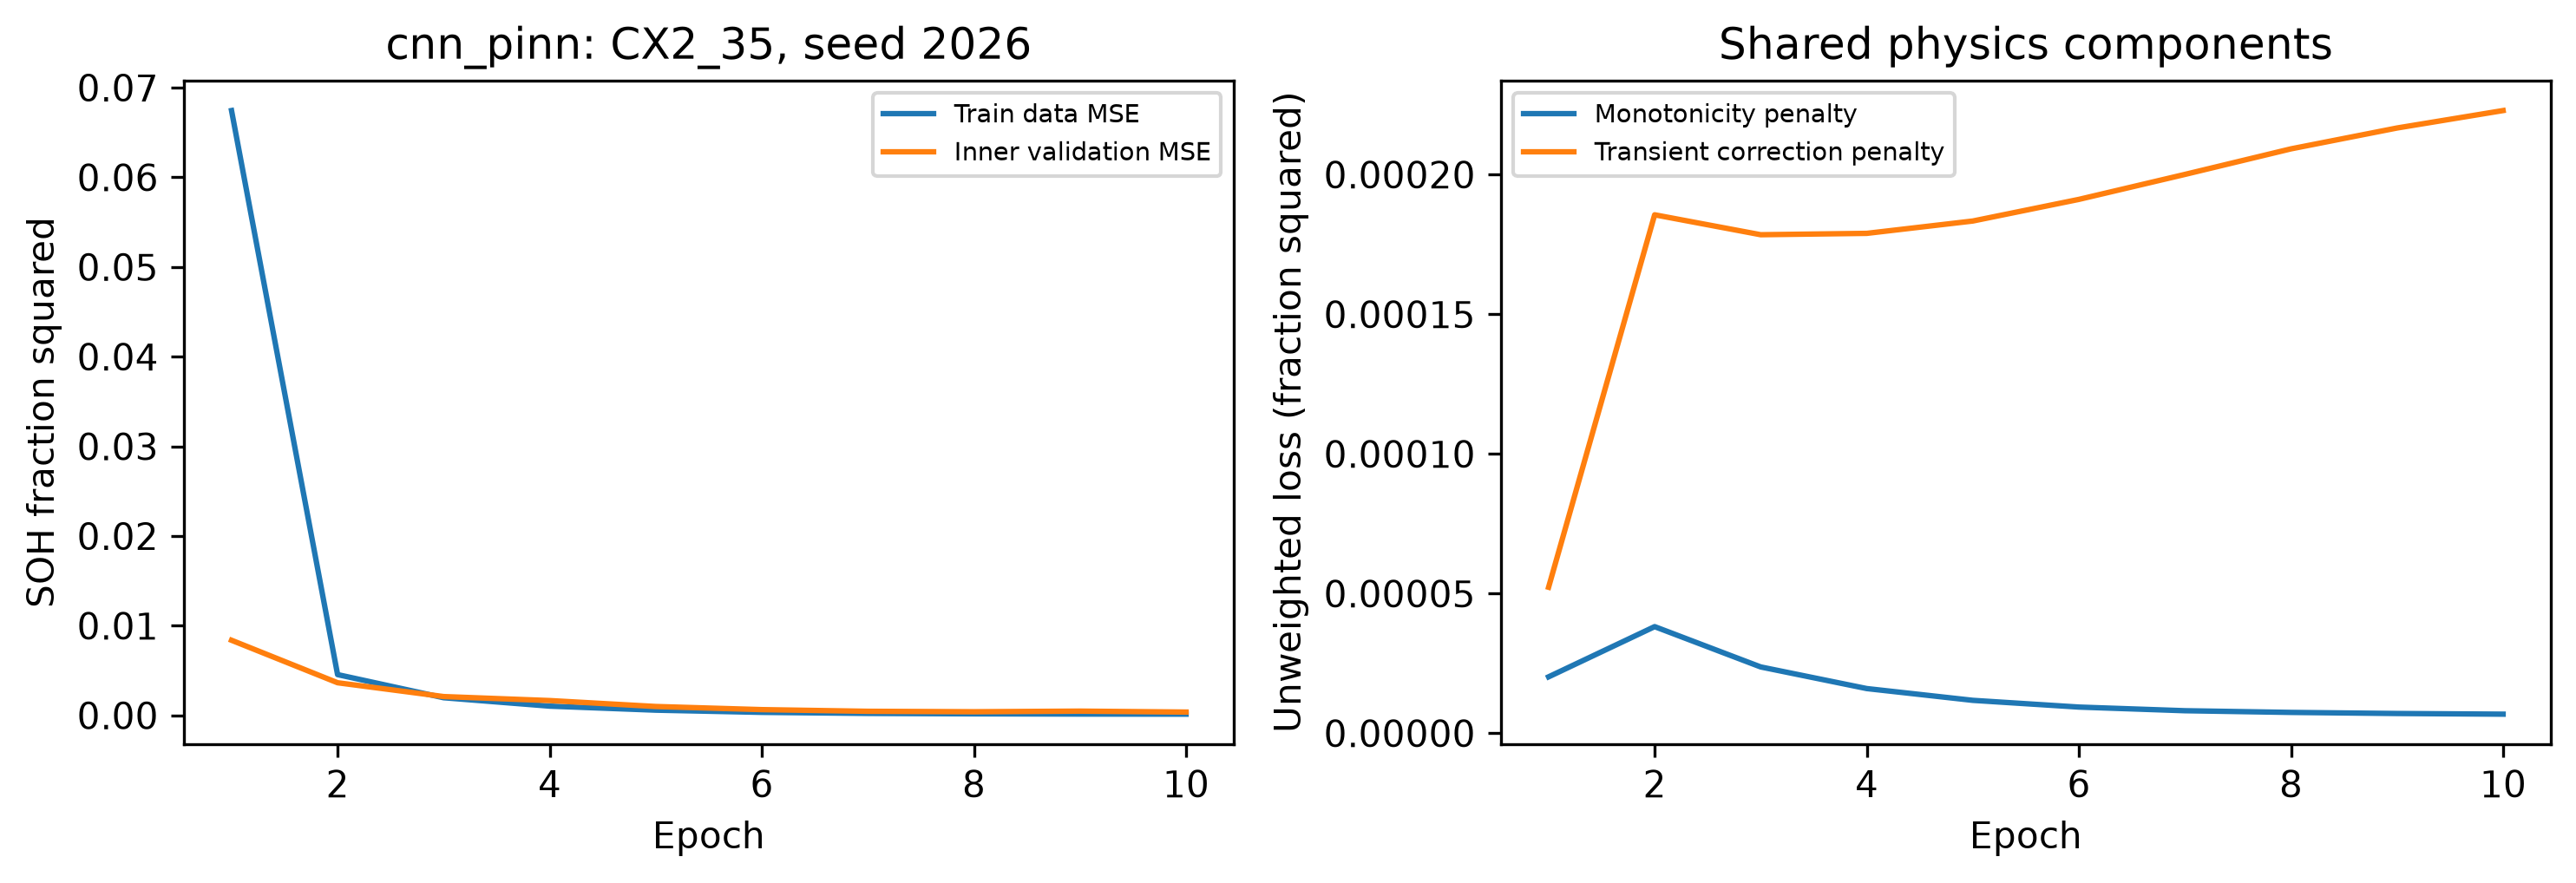 cnn_pinn: CX2_35, seed 2026
SOH fraction squared
0.07
0.06
0.05
0.04
0.03
0.02
0.01
0.00
Train data MSE
Inner validation MSE
2 4 6 8 10
Epoch
Shared physics components
Unweighted loss (fraction squared)
0.00020
0.00015
0.00010
0.00005
0.00000
Monotonicity penalty
Transient correction penalty
2 4 6 8 10
Epoch